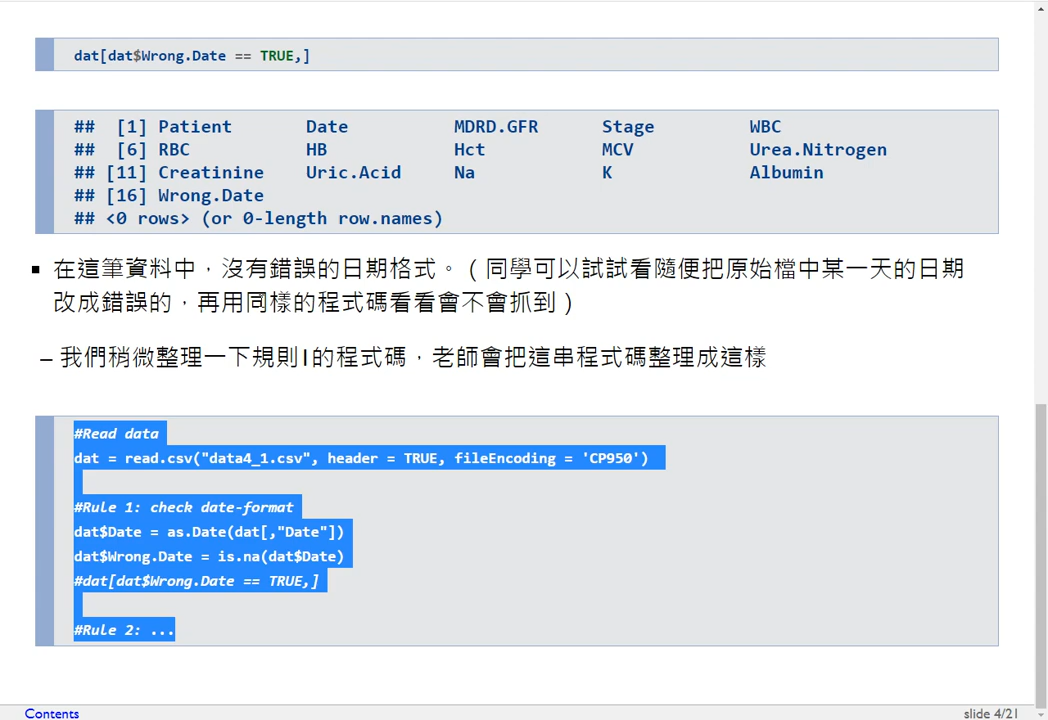 dat[dat$Wrong.Date == TRUE,]
## [1] Patient Date MDRD.GFR Stage WBC
## [6] RBC HB Hct MCV Urea.Nitrogen
## [11] Creatinine Uric.Acid Na K Albumin
## [16] Wrong.Date
## <0 rows> (or 0-length row.names)
▪ 在這筆資料中，沒有錯誤的日期格式。（同學可以試試看隨便把原始檔中某一天的日期
改成錯誤的，再用同樣的程式碼看看會不會抓到）
– 我們稍微整理一下規則1的程式碼，老師會把這串程式碼整理成這樣
#Read data
dat = read.csv("data4_1.csv", header = TRUE, fileEncoding = 'CP950')
#Rule 1: check date-format
dat$Date = as.Date(dat[,"Date"])
dat$Wrong.Date = is.na(dat$Date)
#dat[dat$Wrong.Date == TRUE,]
#Rule 2: ...
Contents
slide 4/21